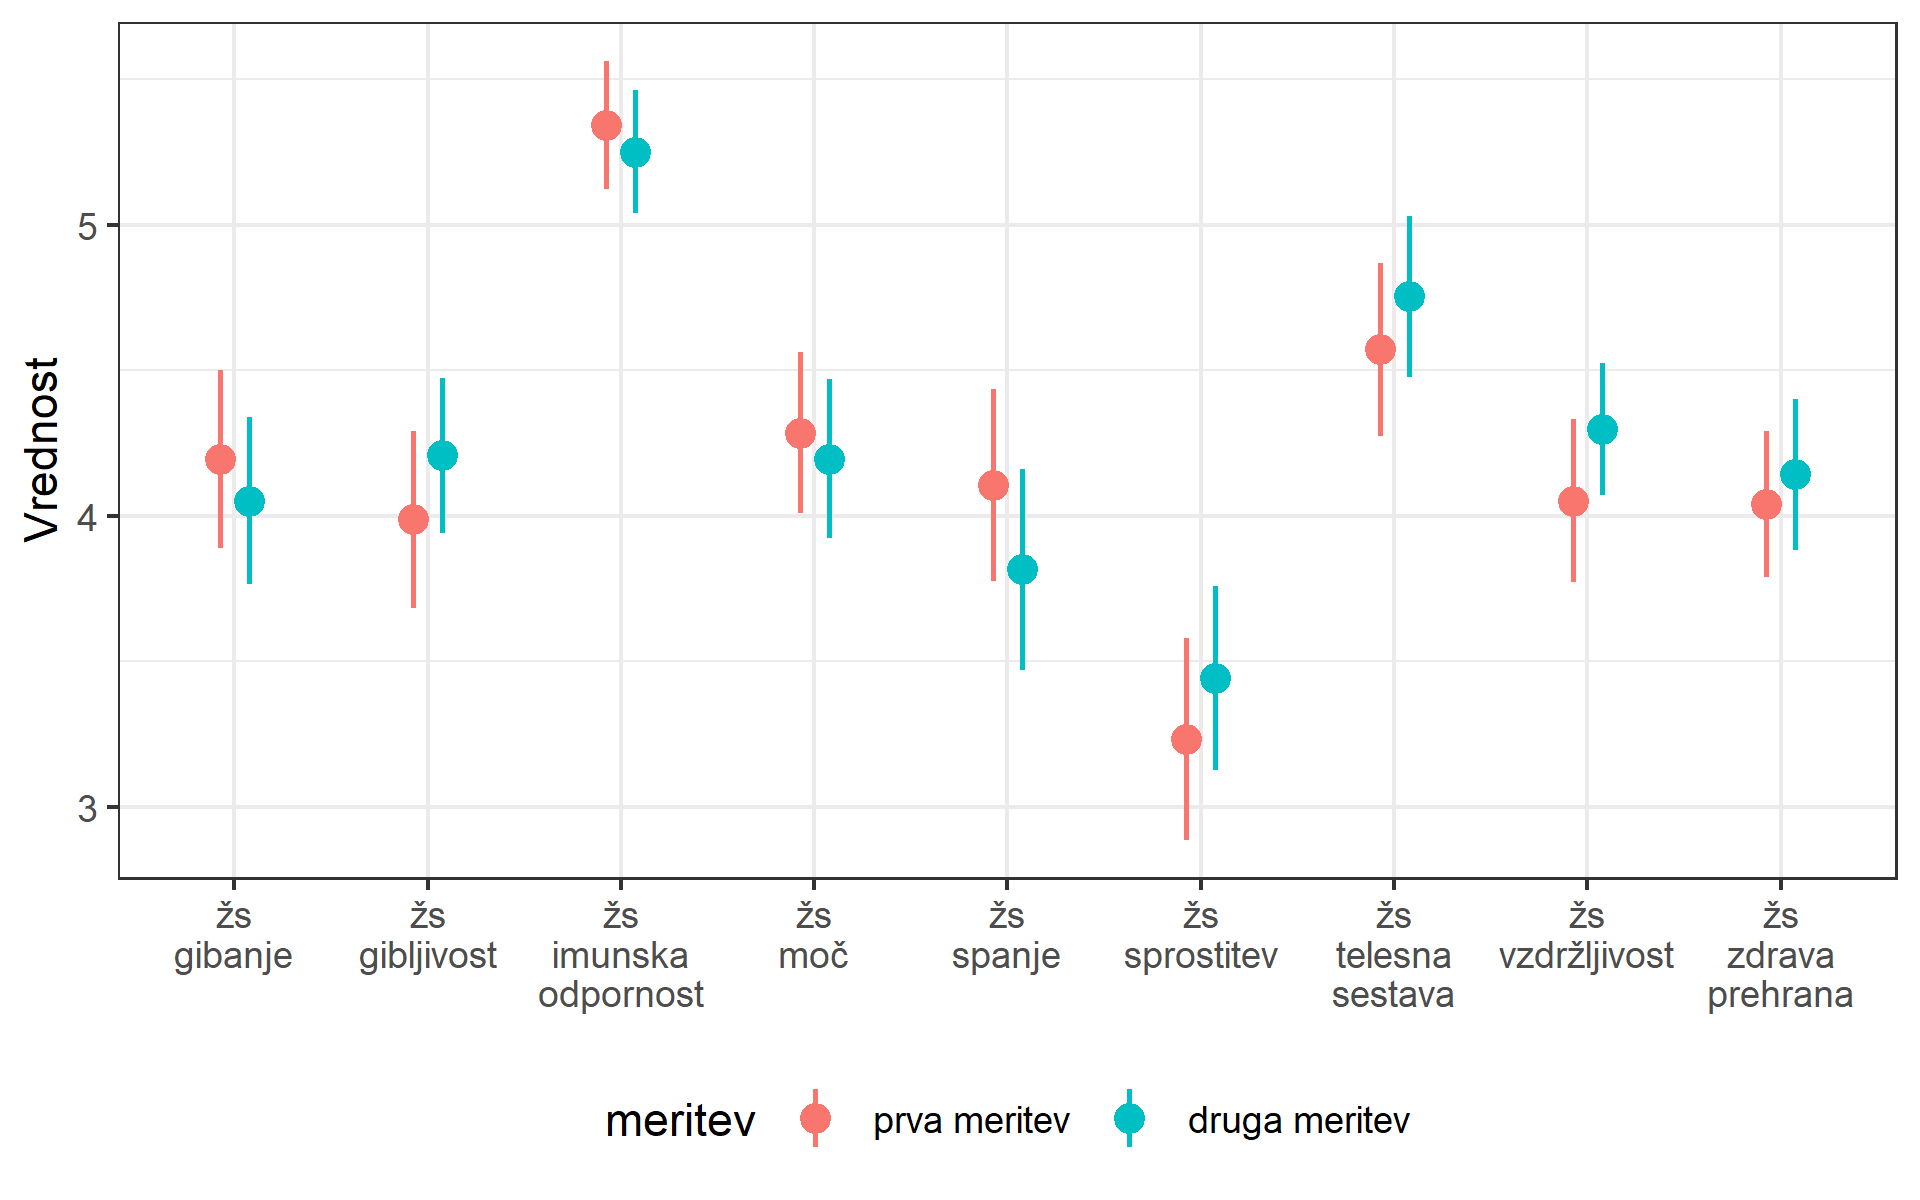 Vrednost
5
4
3
žs gibanje
žs gibljivost
žs imunska odpornost
žs moč
žs spanje
žs sprostitev
žs telesna sestava
žs vzdržljivost
žs zdrava prehrana
meritev prva meritev druga meritev